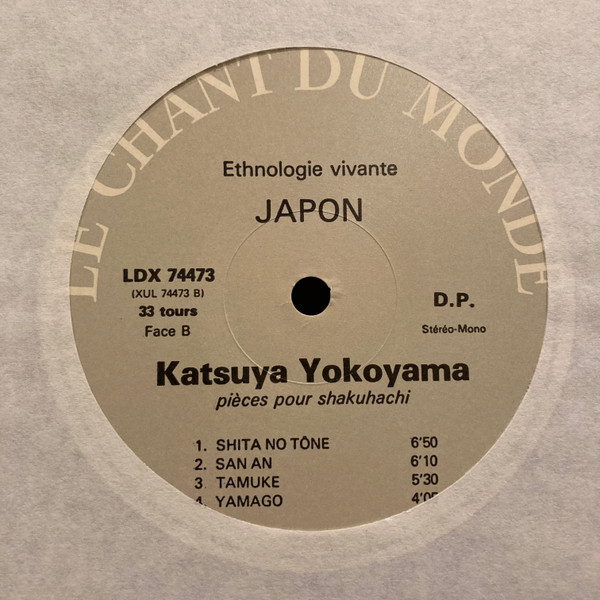 LE CHANT DU MONDE
Ethnologie vivante
JAPON
LDX 74473
(XUL 74473 B)
33 tours
Face B
D.P.
Stéréo-Mono
Katsuya Yokoyama
pièces pour shakuhachi
1. SHITA NO TÔNE 6'50
2. SAN AN 6'10
3. TAMUKE 5'30
4. YAMAGO